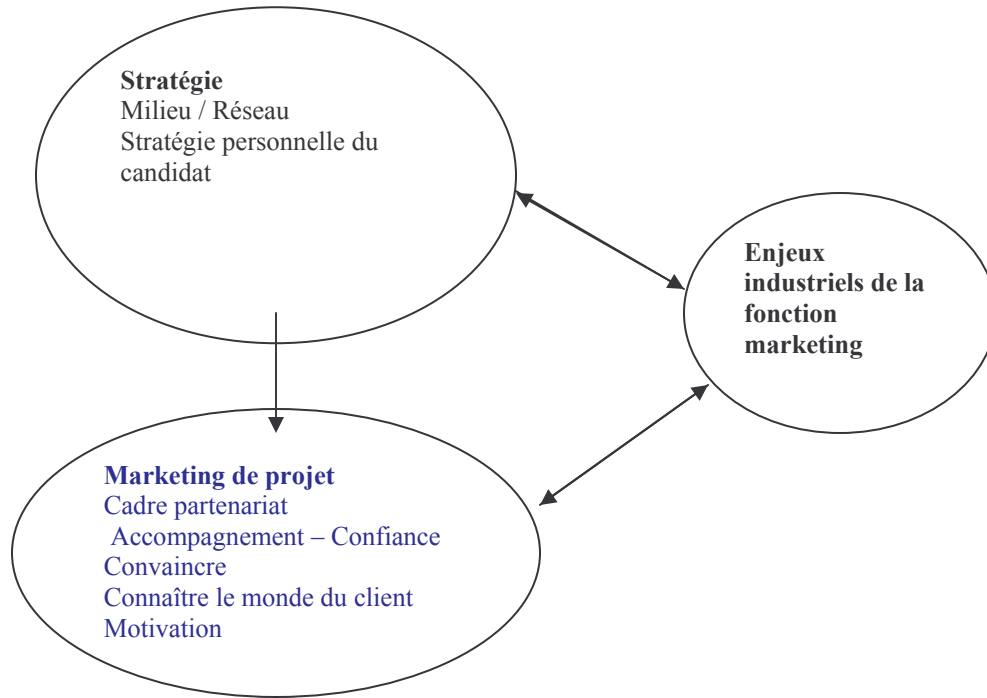 Stratégie
Milieu / Réseau
Stratégie personnelle du
candidat
Enjeux
industriels de la
fonction
marketing
Marketing de projet
Cadre partenariat
Accompagnement – Confiance
Convaincre
Connaître le monde du client
Motivation